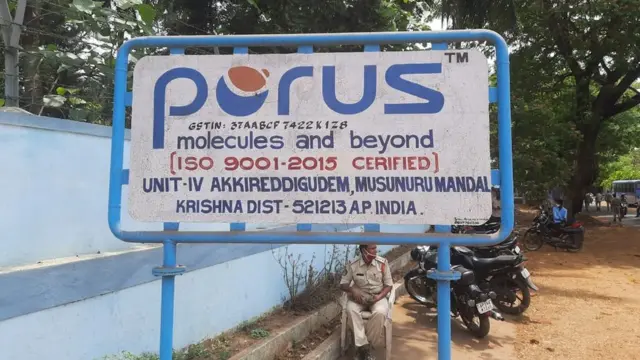 porus TM
GSTIN: 37AABCF7422K1Z8
molecules and beyond
(ISO 9001-2015 CERIFIED)
UNIT-IV AKKIREDDIGUDEM, MUSUNURU MANDAL
KRISHNA DIST- 521213 A.P. INDIA.